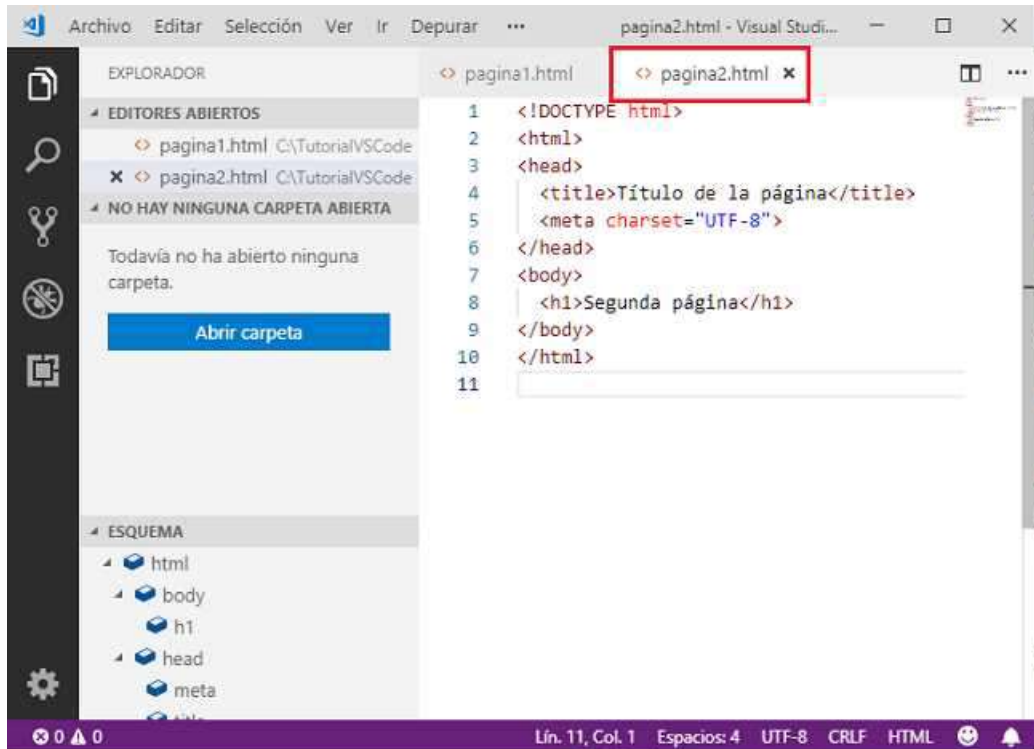 Archivo Editar Selección Ver Ir Depurar ··· pagina2.html - Visual Studi...
EXPLORADOR
EDITORES ABIERTOS
pagina1.html C:\TutorialVSCode
pagina2.html C:\TutorialVSCode
NO HAY NINGUNA CARPETA ABIERTA
Todavía no ha abierto ninguna
carpeta.
Abrir carpeta
ESQUEMA
html
body
h1
head
meta
pagina1.html pagina2.html
1 <!DOCTYPE html>
2 <html>
3 <head>
4 <title>Título de la página</title>
5 <meta charset="UTF-8">
6 </head>
7 <body>
8 <h1>Segunda página</h1>
9 </body>
10 </html>
11
0 0 Lín. 11, Col. 1 Espacios: 4 UTF-8 CRLF HTML